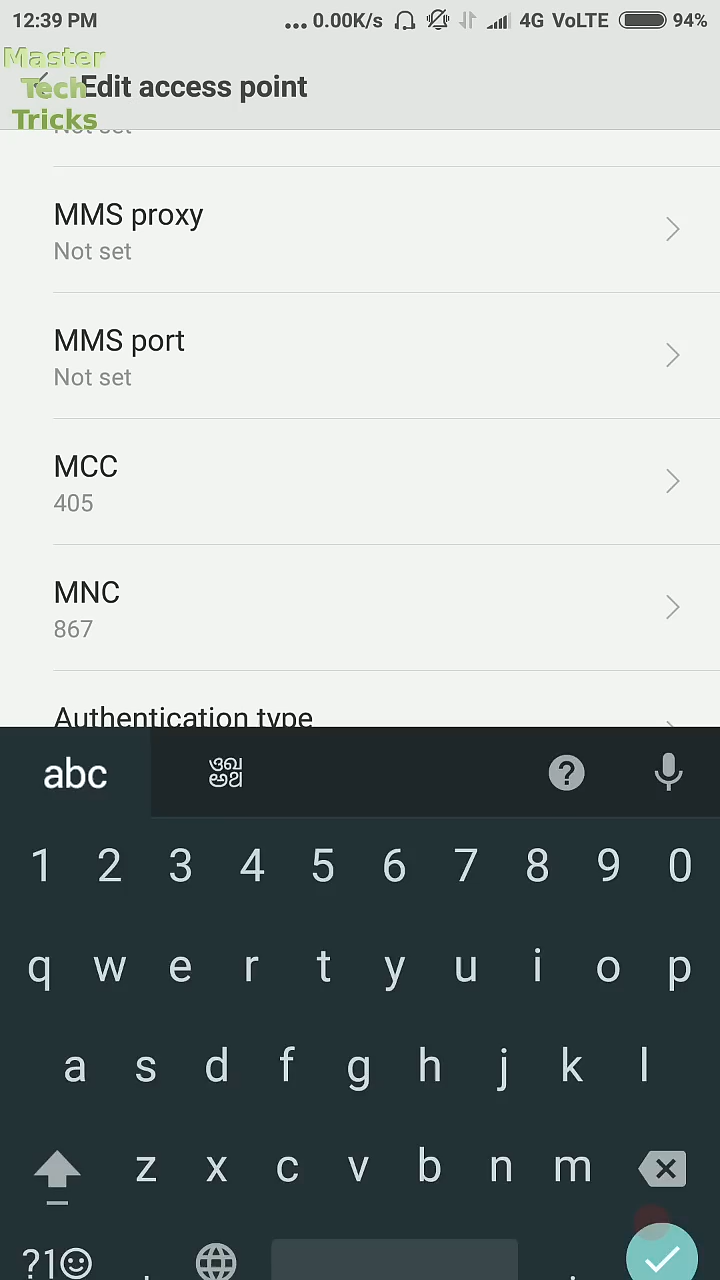 12:39 PM ... 0.00K/s 4G VoLTE 94%
Master
Tech
Tricks
Edit access point
Not set
MMS proxy
Not set
MMS port
Not set
MCC
405
MNC
867
Authentication type
abc
1 2 3 4 5 6 7 8 9 0
q w e r t y u i o p
a s d f g h j k l
z x c v b n m
?1☺ , .